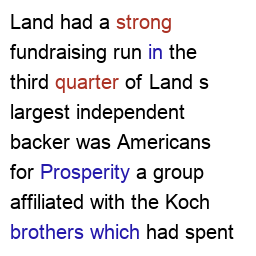 Land had a strong
fundraising run in the
third quarter of Land s
largest independent
backer was Americans
for Prosperity a group
affiliated with the Koch
brothers which had spent